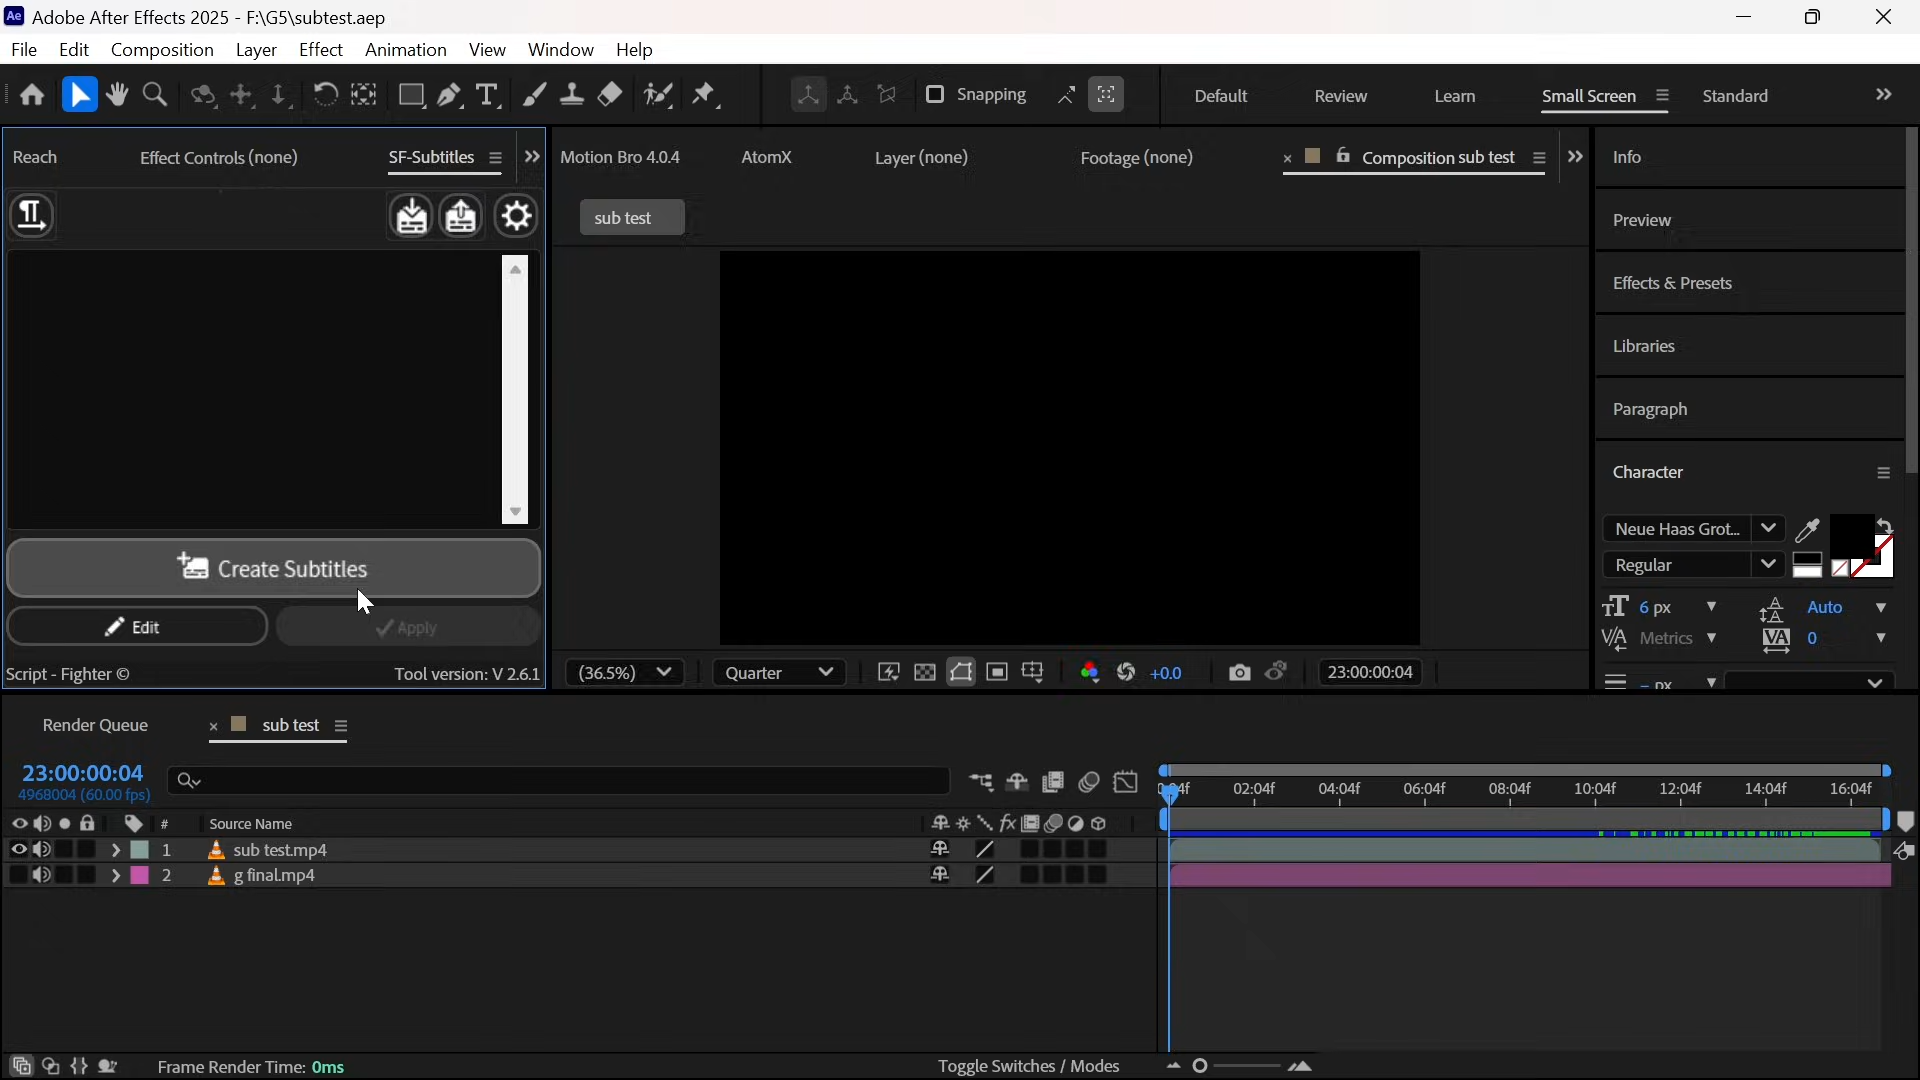 Ae Adobe After Effects 2025 - F:\G5\subtest.aep
File Edit Composition Layer Effect Animation View Window Help
T Snapping Default Review Learn Small Screen Standard
Reach Effect Controls (none) SF-Subtitles
Motion Bro 4.0.4 AtomX Layer (none) Footage (none) × Composition sub test
Info
sub test
Preview
Effects & Presets
Libraries
Paragraph
Character
Neue Haas Grot...
Regular
Create Subtitles
6 px Auto
Metrics 0
Edit Apply
Script - Fighter © Tool version: V 2.6.1
(36.5%) Quarter +0.0 23:00:00:04
– px
Render Queue × sub test
23:00:00:04
4968004 (60.00 fps)
02:04f 04:04f 06:04f 08:04f 10:04f 12:04f 14:04f 16:04f
# Source Name fx
1 sub test.mp4
2 g final.mp4
Frame Render Time: 0ms Toggle Switches / Modes